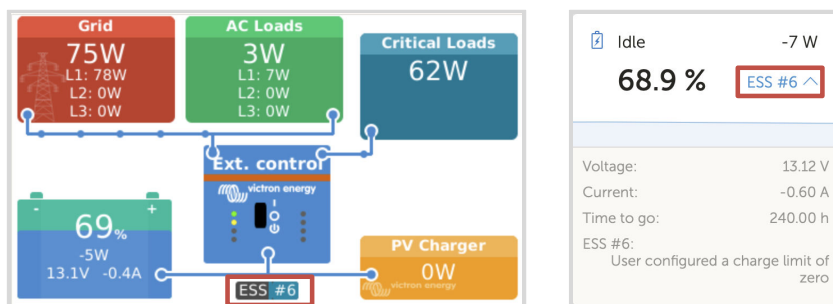 Grid
75W
L1: 78W
L2: 0W
L3: 0W
AC Loads
3W
L1: 7W
L2: 0W
L3: 0W
Critical Loads
62W
Ext. control
victron energy
I
O
- +
69%
-5W
13.1V -0.4A
ESS #6
PV Charger
0W
victron energy
Idle -7 W
68.9 % ESS #6
Voltage: 13.12 V
Current: -0.60 A
Time to go: 240.00 h
ESS #6:
User configured a charge limit of
zero